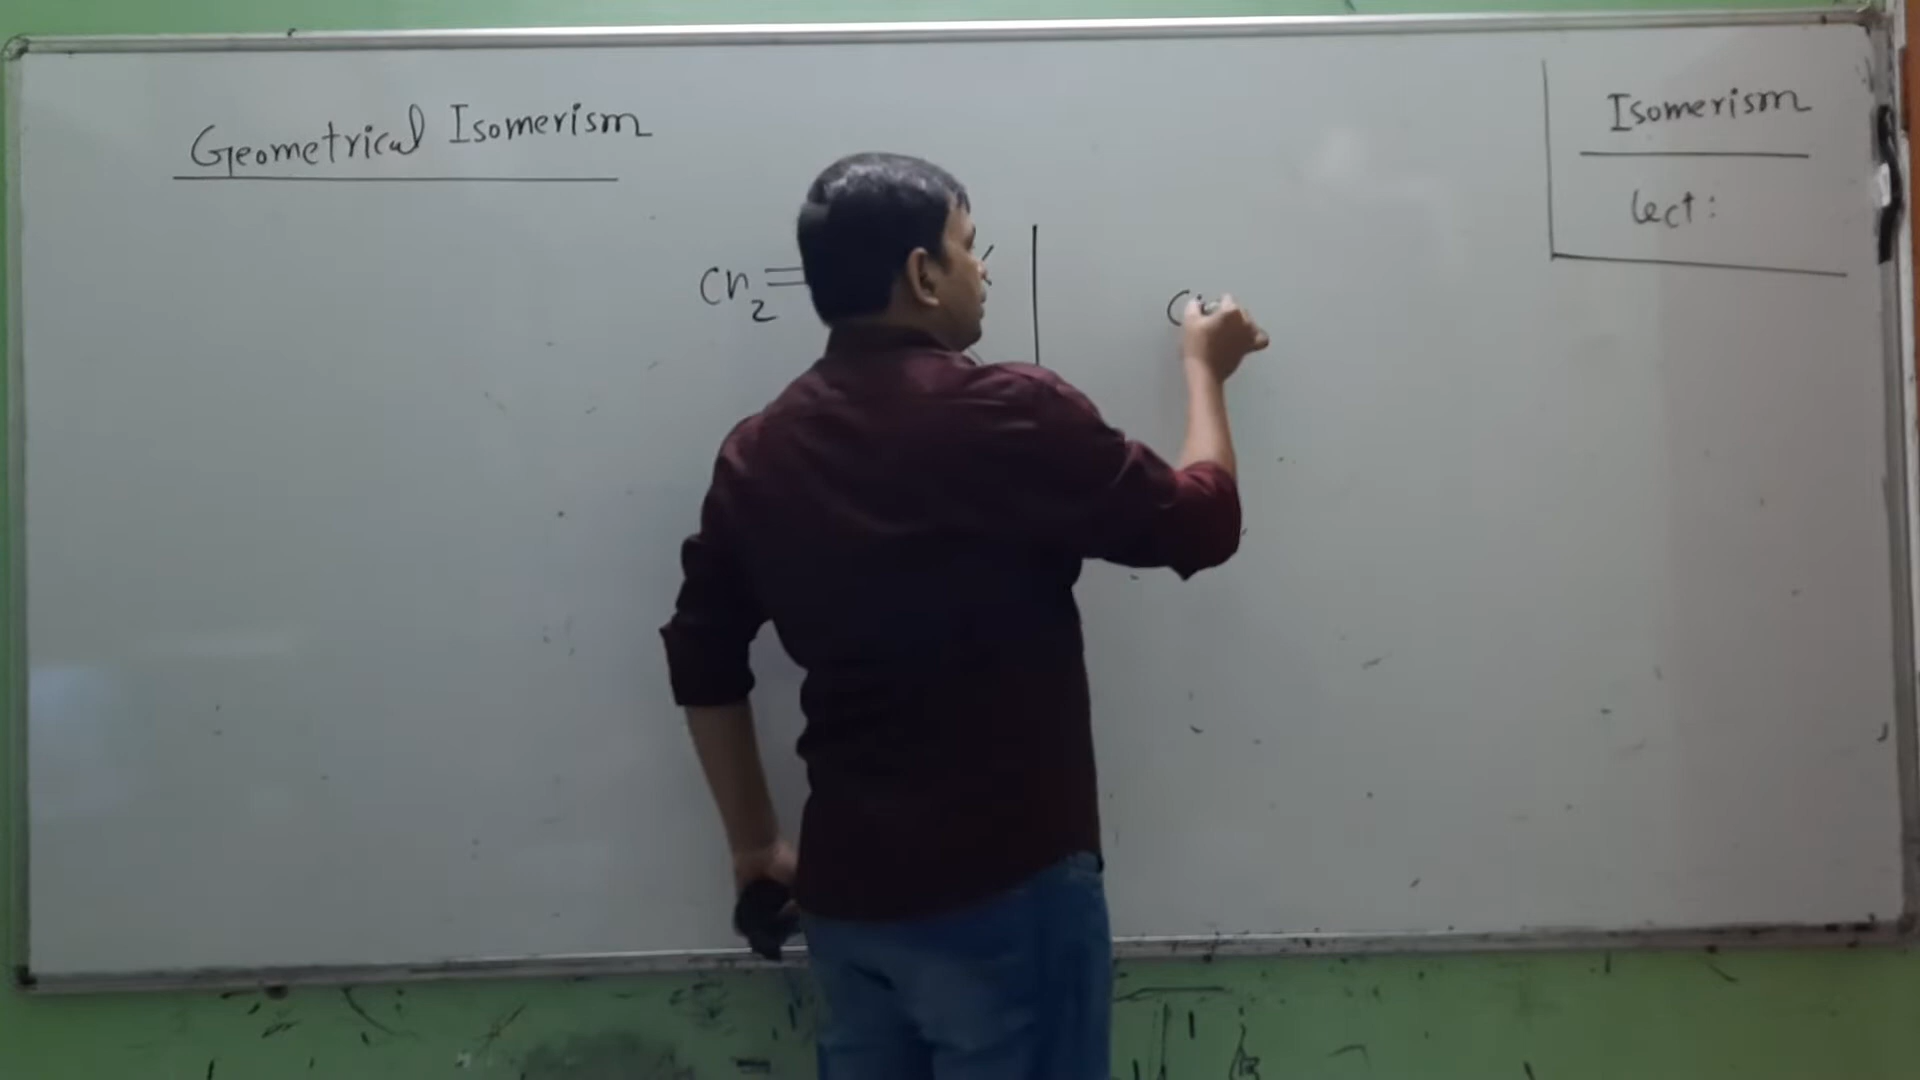 Geometrical Isomerism
Isomerism
Lect:
CH2=